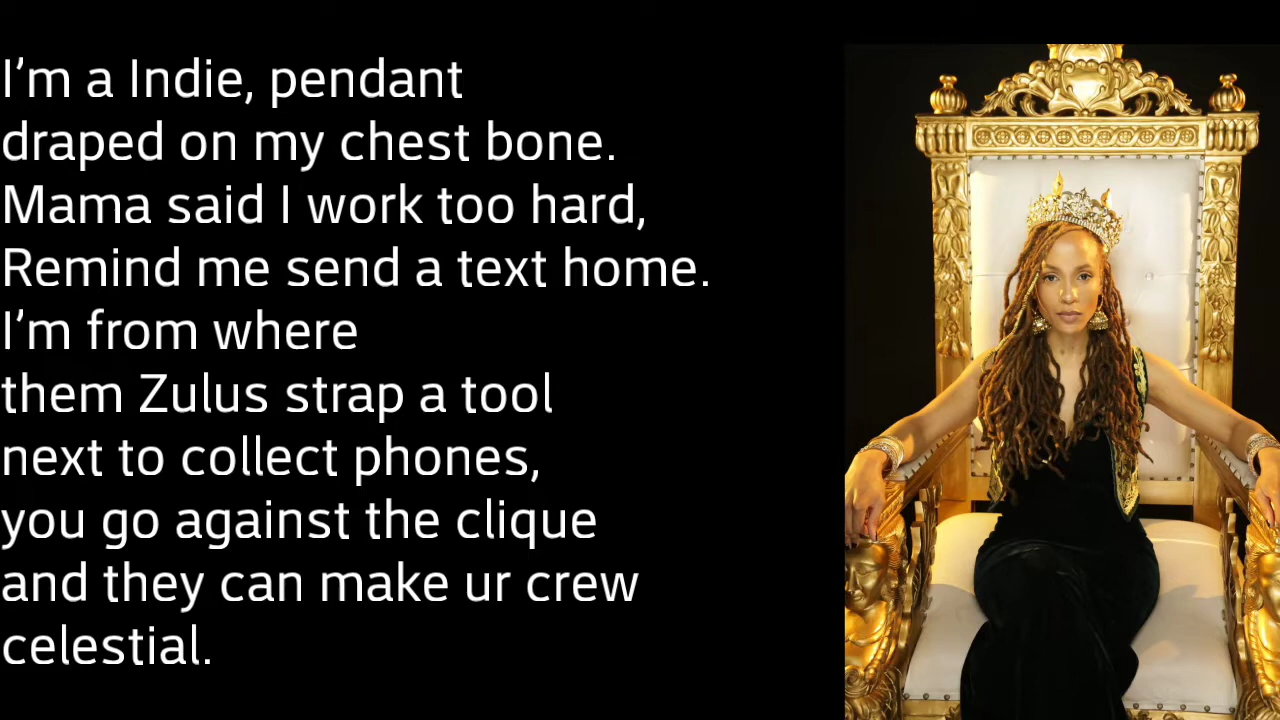 I’m a Indie, pendant
draped on my chest bone.
Mama said I work too hard,
Remind me send a text home.
I’m from where
them Zulus strap a tool
next to collect phones,
you go against the clique
and they can make ur crew
celestial.